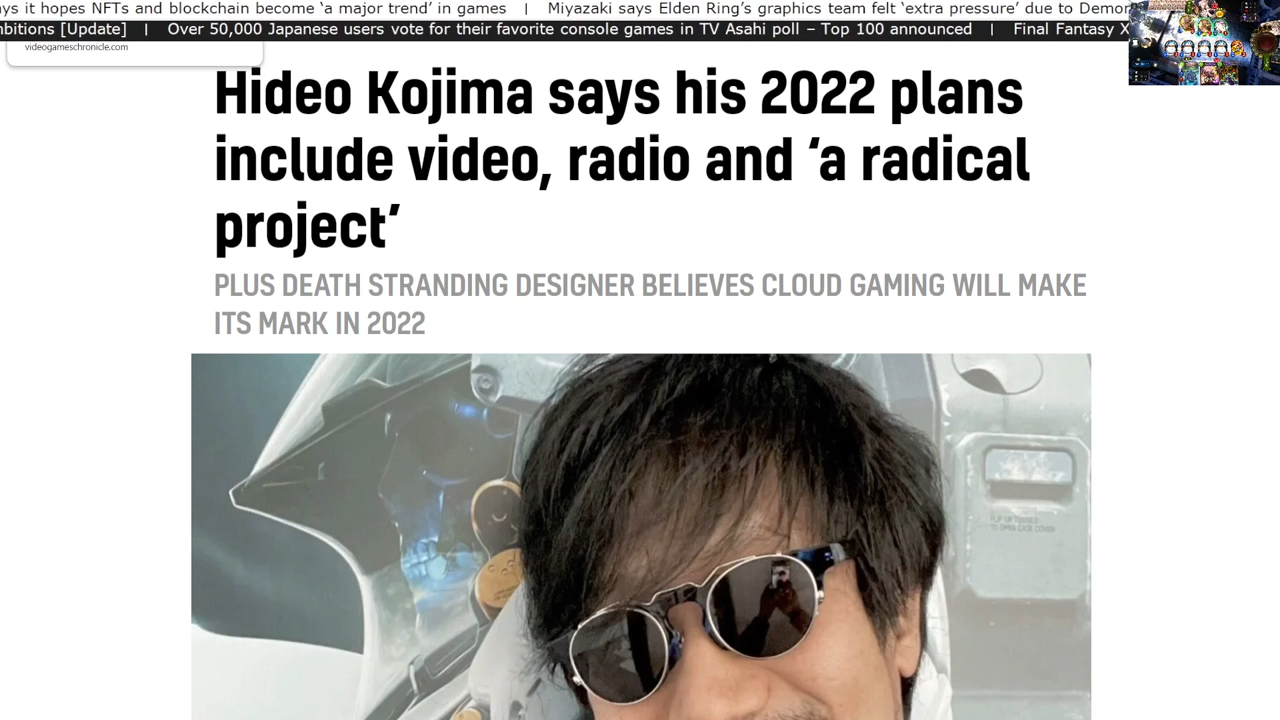 it hopes NFTs and blockchain become ‘a major trend’ in games | Miyazaki says Elden Ring’s graphics team felt ‘extra pressure’ due to
[Update] | Over 50,000 Japanese users vote for their favorite console games in TV Asahi poll – Top 100 announced | Final Fantasy
videogameschronicle.com
Hideo Kojima says his 2022 plans
include video, radio and ‘a radical
project’
PLUS DEATH STRANDING DESIGNER BELIEVES CLOUD GAMING WILL MAKE
ITS MARK IN 2022